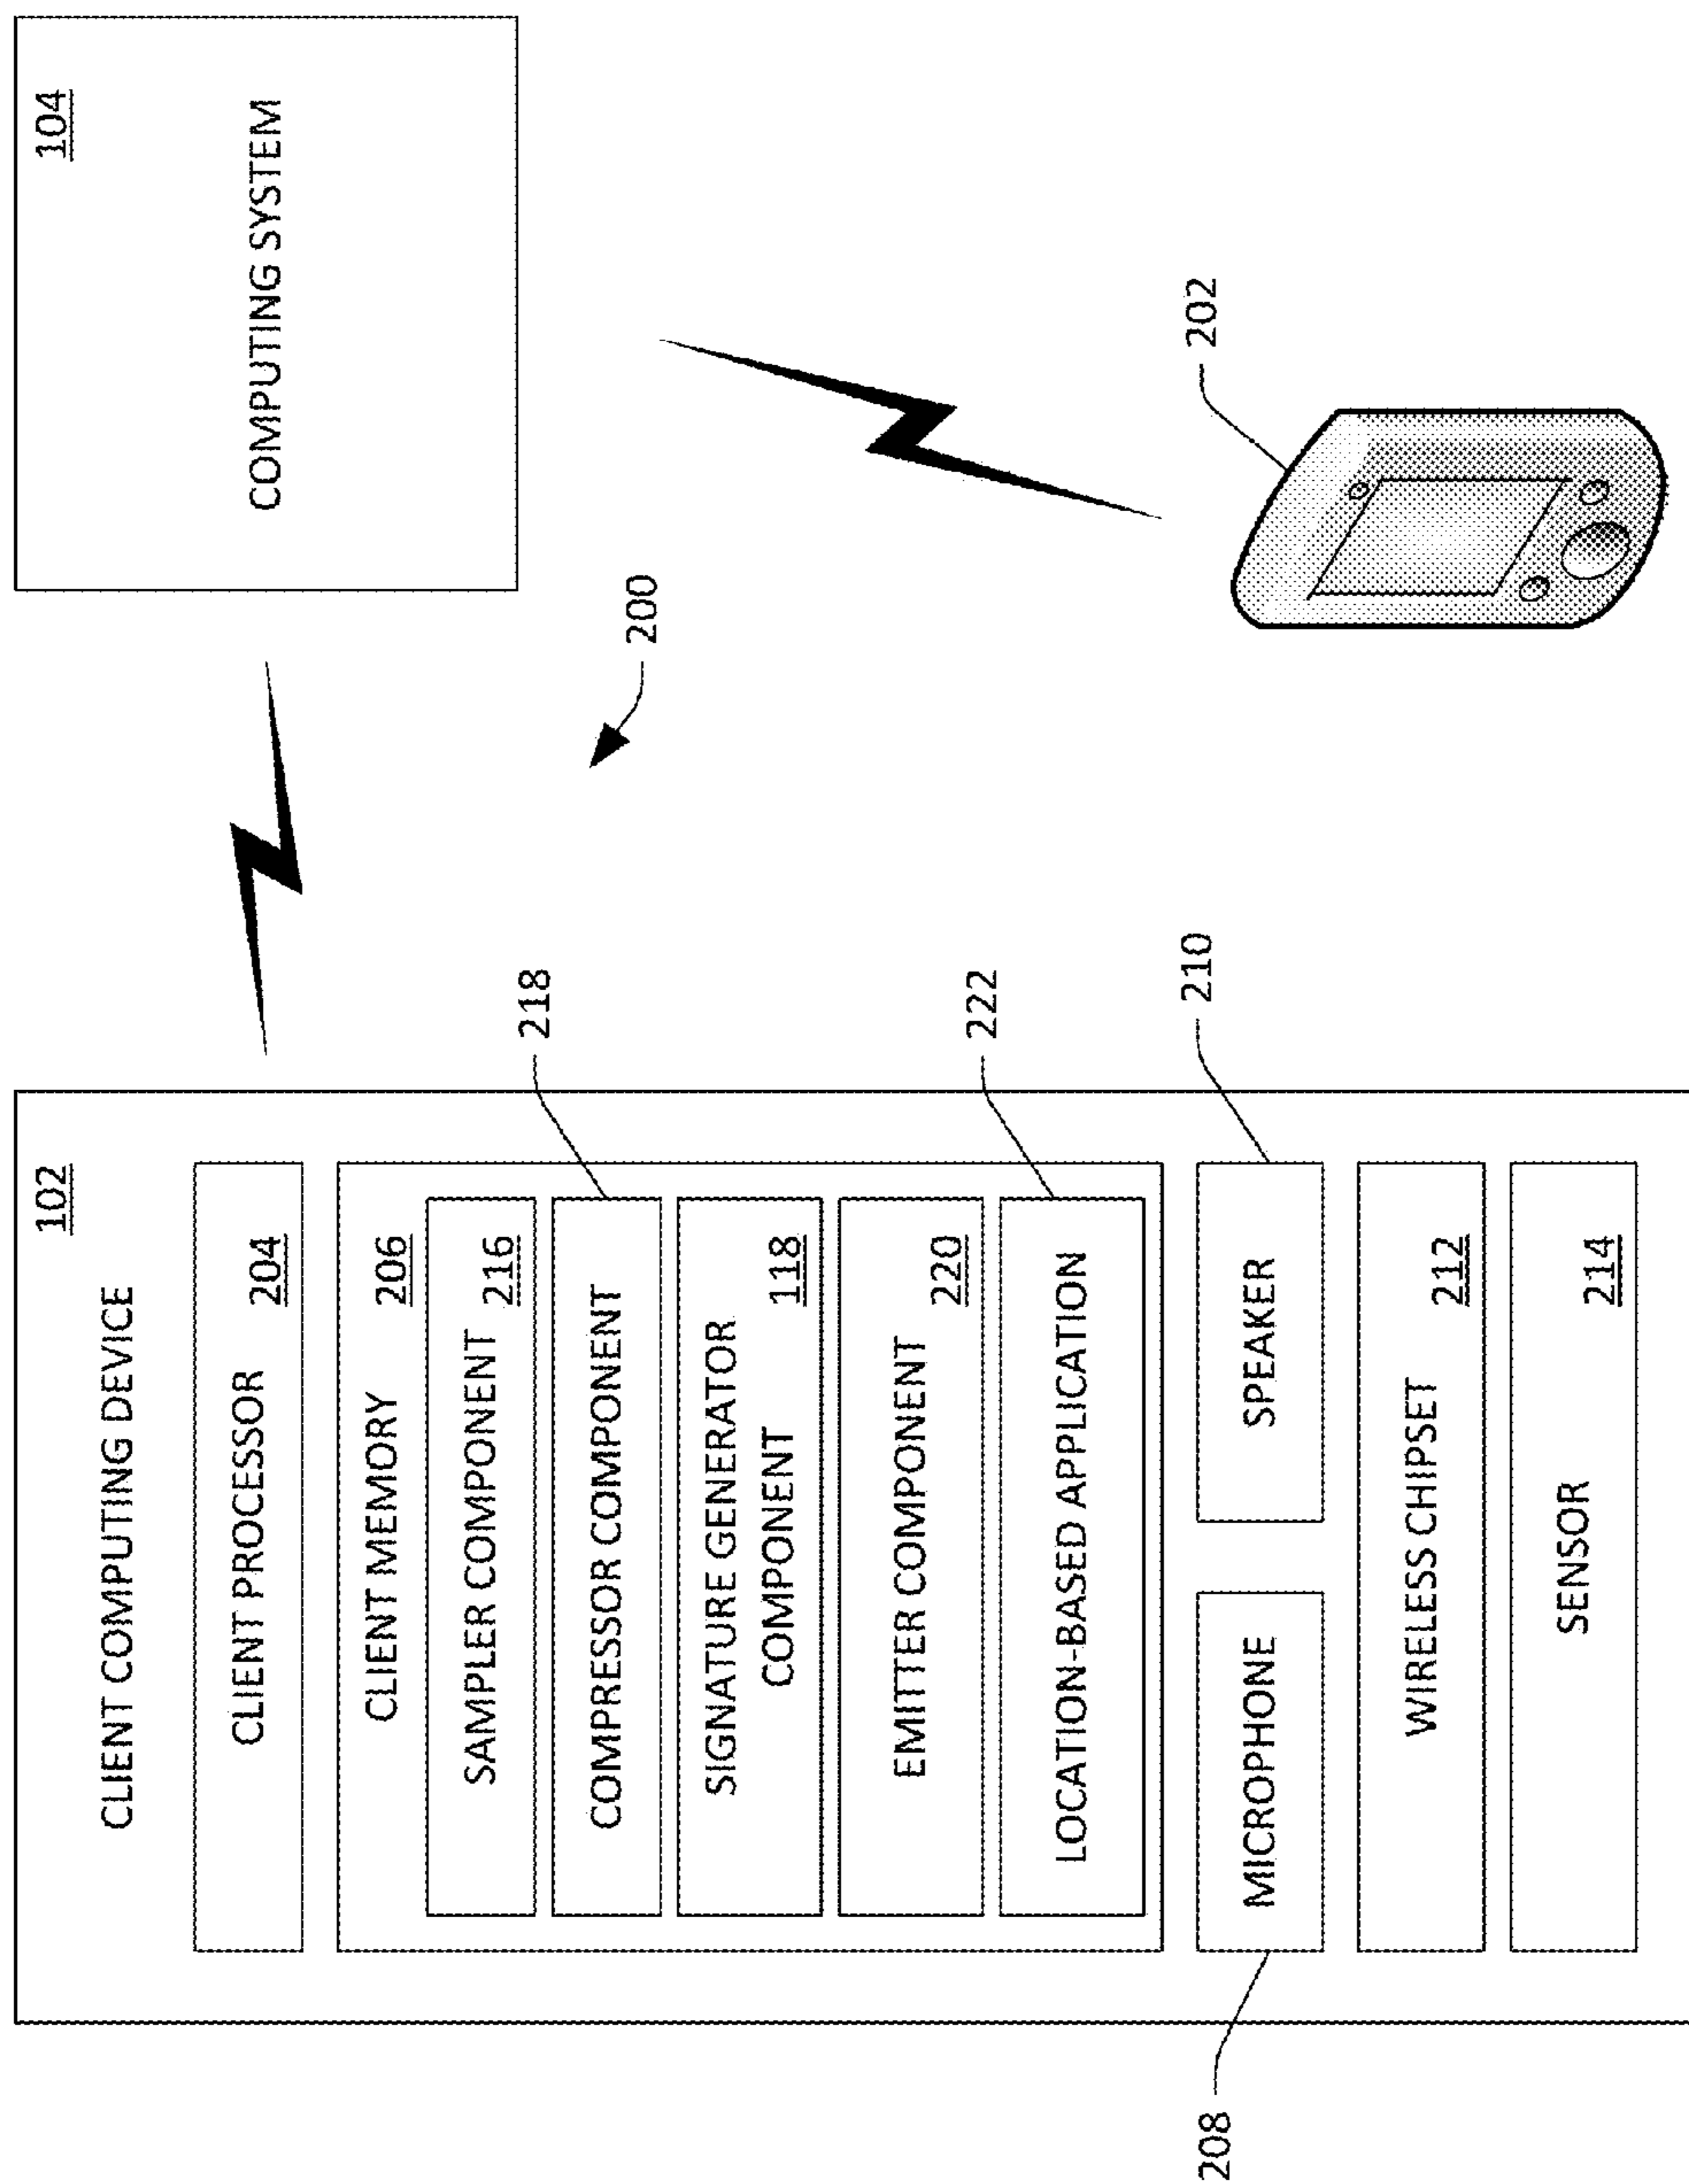 CLIENT COMPUTING DEVICE
102
CLIENT PROCESSOR
204
CLIENT MEMORY
206
SAMPLER COMPONENT
216
COMPRESSOR COMPONENT
218
SIGNATURE GENERATOR
COMPONENT
118
EMITTER COMPONENT
220
LOCATION-BASED APPLICATION
222
MICROPHONE
208
SPEAKER
210
WIRELESS CHIPSET
212
SENSOR
214
200
104
COMPUTING SYSTEM
202